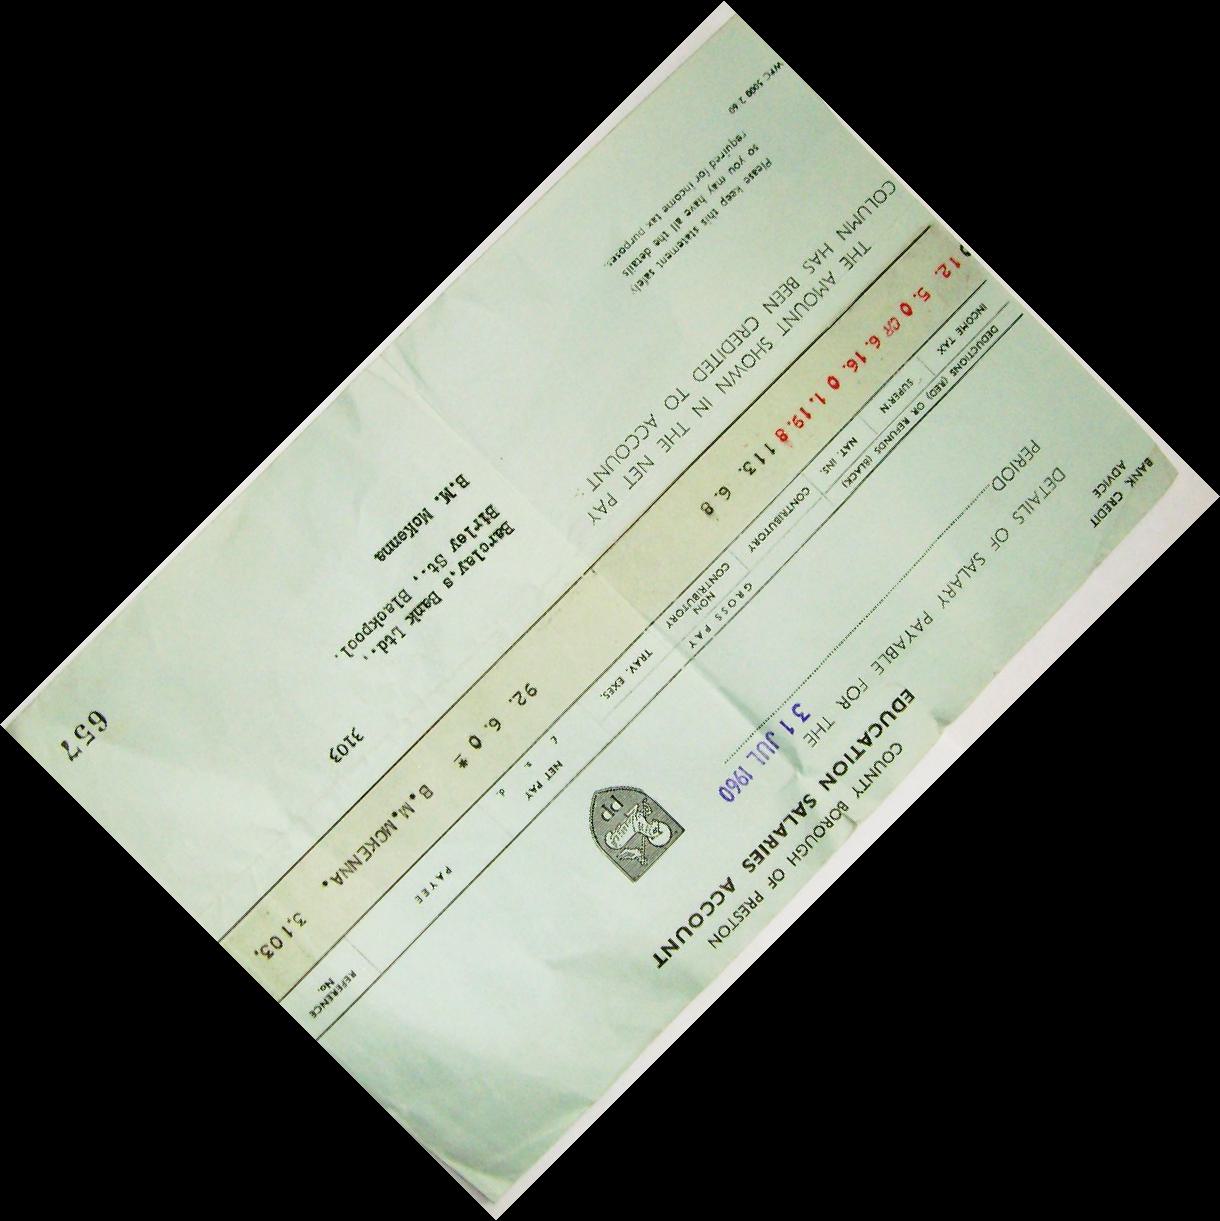 BANK CREDIT
ADVICE
COUNTY BOROUGH OF PRESTON
EDUCATION SALARIES ACCOUNT
DETAILS OF SALARY PAYABLE FOR THE
PERIOD 31 JUL 1960
DEDUCTIONS (RED) OR REFUNDS (BLACK)
GROSS PAY
INCOME TAX
SUPER'N
NAT. INS.
CONTRIBUTORY
NON CONTRIBUTORY
TRAV. EXES.
NET PAY
£ s. d.
PAYEE
REFERENCE No.
12. 5.0 OR 6.16.0 1.19.8 113. 6.8 92. 6.0* B.M.MCKENNA. 3,103,
THE AMOUNT SHOWN IN THE NET PAY
COLUMN HAS BEEN CREDITED TO ACCOUNT
Please keep this statement safely
so you may have all the details
required for income tax purposes.
WPC 5000 2 60
Barclay,s Bank Ltd.,
Birley St., Blackpool.
B.M. McKenna
3103
657